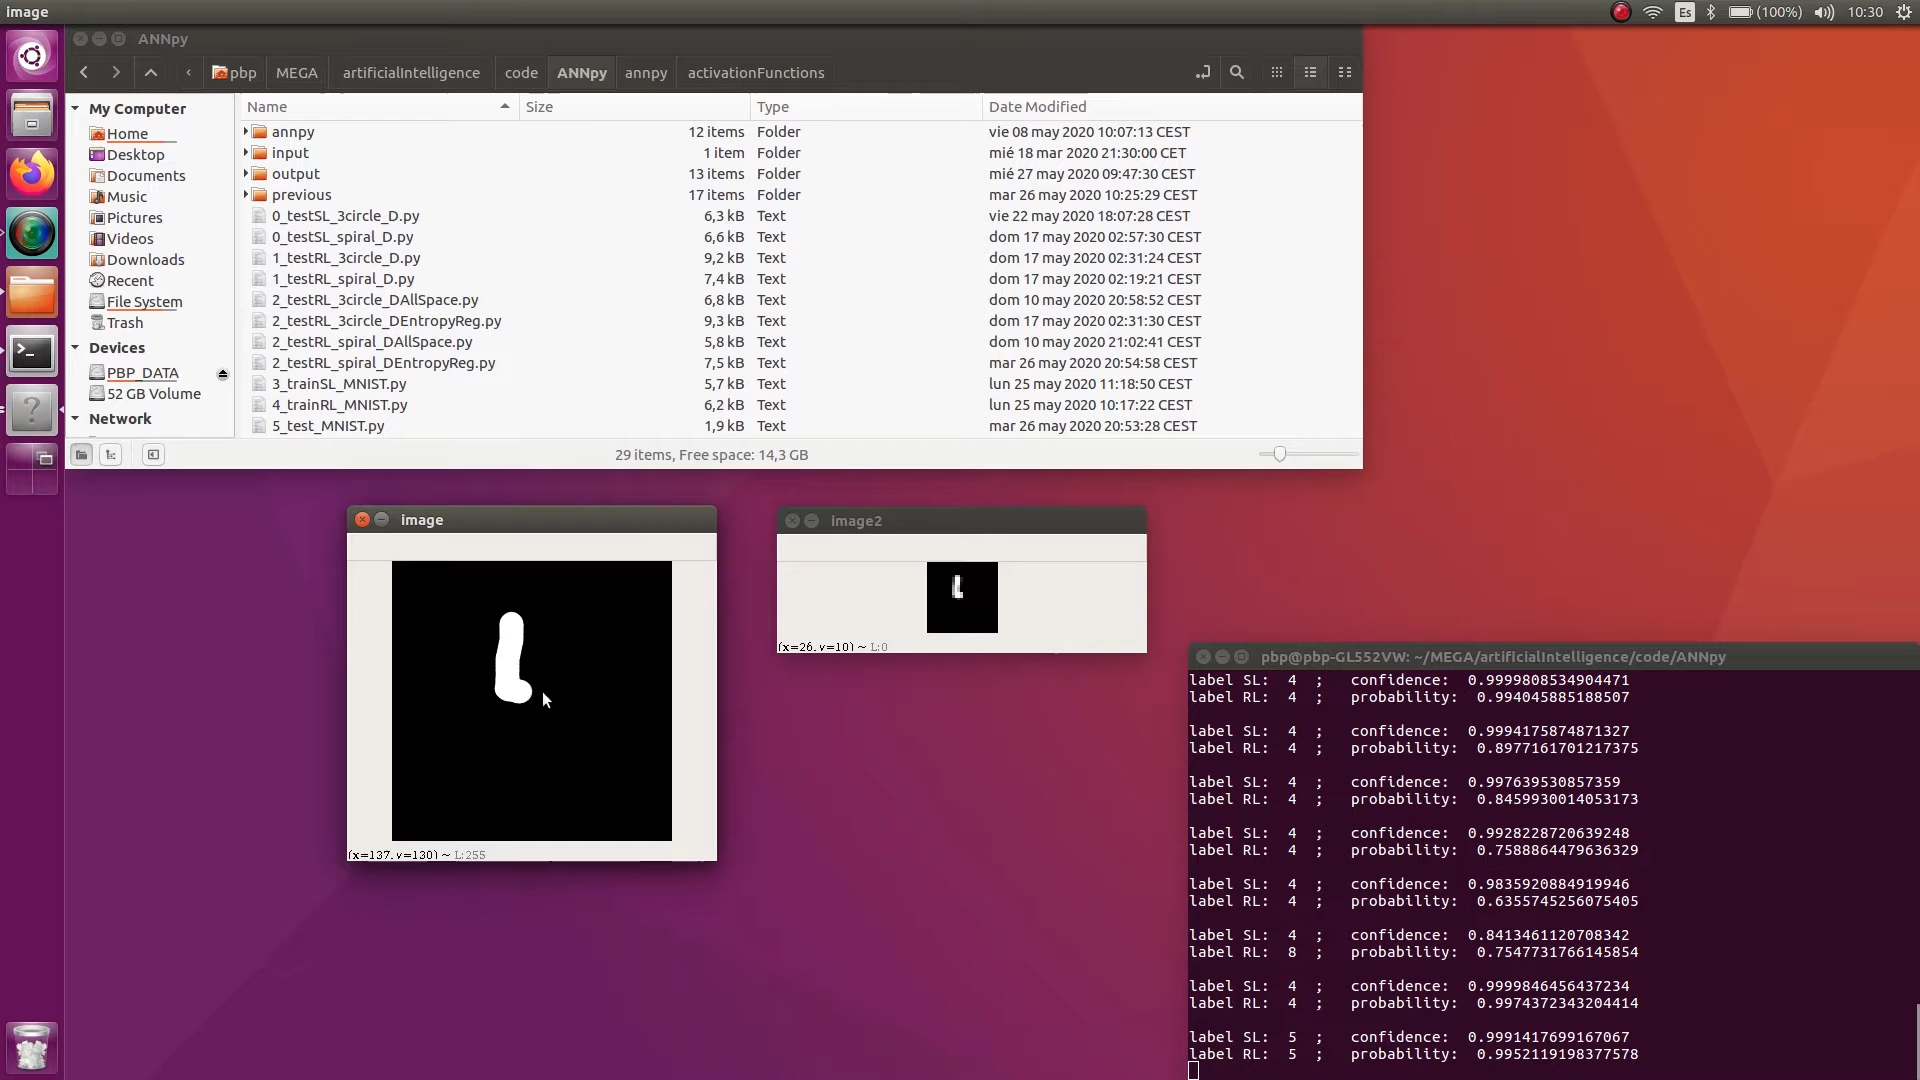 image
Es (100%) 10:30
ANNpy
pbp MEGA artificialIntelligence code ANNpy annpy activationFunctions
My Computer
Home
Desktop
Documents
Music
Pictures
Videos
Downloads
Recent
File System
Trash
Devices
PBP_DATA
52 GB Volume
Network
Name Size Type Date Modified
annpy 12 items Folder vie 08 may 2020 10:07:13 CEST
input 1 item Folder mié 18 mar 2020 21:30:00 CET
output 13 items Folder mié 27 may 2020 09:47:30 CEST
previous 17 items Folder mar 26 may 2020 10:25:29 CEST
0_testSL_3circle_D.py 6,3 kB Text vie 22 may 2020 18:07:28 CEST
0_testSL_spiral_D.py 6,6 kB Text dom 17 may 2020 02:57:30 CEST
1_testRL_3circle_D.py 9,2 kB Text dom 17 may 2020 02:31:24 CEST
1_testRL_spiral_D.py 7,4 kB Text dom 17 may 2020 02:19:21 CEST
2_testRL_3circle_DAllSpace.py 6,8 kB Text dom 10 may 2020 20:58:52 CEST
2_testRL_3circle_DEntropyReg.py 9,3 kB Text dom 17 may 2020 02:31:30 CEST
2_testRL_spiral_DAllSpace.py 5,8 kB Text dom 10 may 2020 21:02:41 CEST
2_testRL_spiral_DEntropyReg.py 7,5 kB Text mar 26 may 2020 20:54:58 CEST
3_trainSL_MNIST.py 5,7 kB Text lun 25 may 2020 11:18:50 CEST
4_trainRL_MNIST.py 6,2 kB Text lun 25 may 2020 10:17:22 CEST
5_test_MNIST.py 1,9 kB Text mar 26 may 2020 20:53:28 CEST
29 items, Free space: 14,3 GB
image
(x=137, y=130) ~ L:255
image2
(x=26, y=10) ~ L:0
pbp@pbp-GL552VW: ~/MEGA/artificialIntelligence/code/ANNpy
label SL: 4 ; confidence: 0.9999808534904471
label RL: 4 ; probability: 0.994045885188507
label SL: 4 ; confidence: 0.9994175874871327
label RL: 4 ; probability: 0.8977161701217375
label SL: 4 ; confidence: 0.997639530857359
label RL: 4 ; probability: 0.8459930014053173
label SL: 4 ; confidence: 0.9928228720639248
label RL: 4 ; probability: 0.7588864479636329
label SL: 4 ; confidence: 0.9835920884919946
label RL: 4 ; probability: 0.6355745256075405
label SL: 4 ; confidence: 0.8413461120708342
label RL: 8 ; probability: 0.7547731766145854
label SL: 4 ; confidence: 0.9999846456437234
label RL: 4 ; probability: 0.9974372343204414
label SL: 5 ; confidence: 0.9991417699167067
label RL: 5 ; probability: 0.9952119198377578